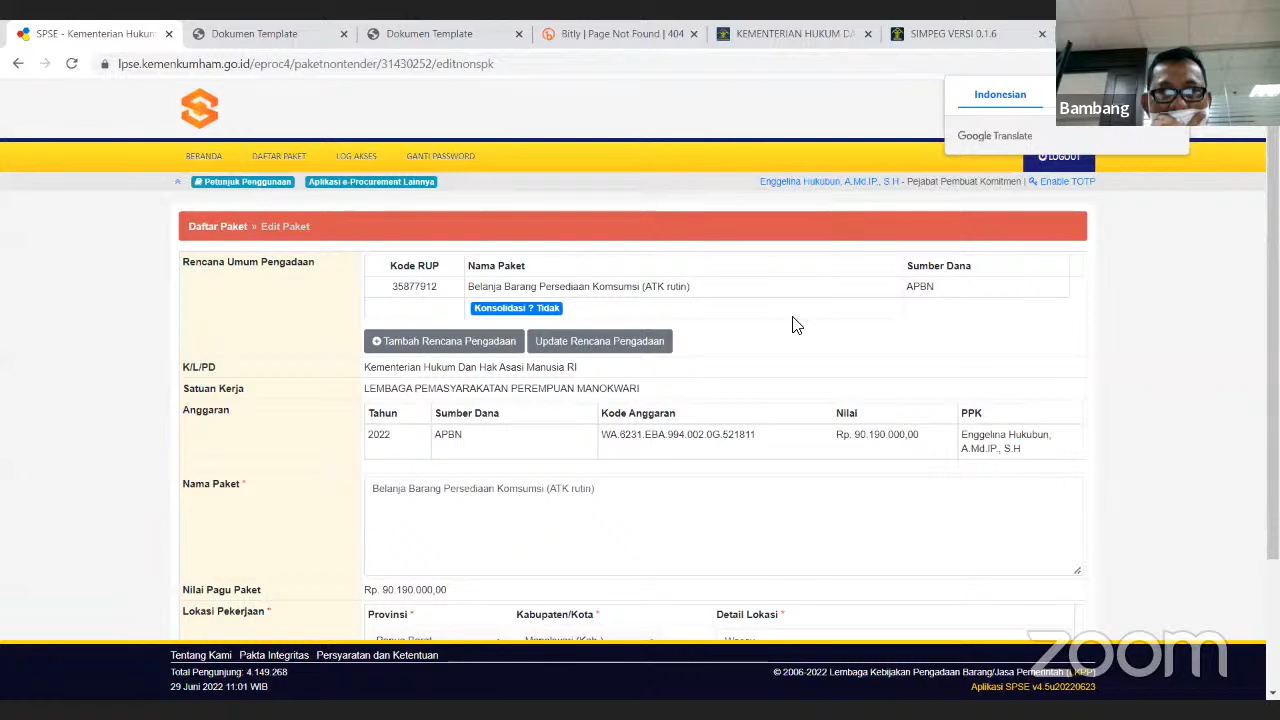 SPSE - Kementerian Hukum
Dokumen Template
Dokumen Template
Bitly | Page Not Found | 404
KEMENTERIAN HUKUM DA
SIMPEG VERSI 0.1.6
lpse.kemenkumham.go.id/eproc4/paketnontender/31430252/editnonspk
Indonesian
Google Translate
Bambang
BERANDA DAFTAR PAKET LOG AKSES GANTI PASSWORD
LOGOUT
Petunjuk Penggunaan Aplikasi e-Procurement Lainnya
Enggelina Hukubun, A.Md.IP., S.H - Pejabat Pembuat Komitmen | Enable TOTP
Daftar Paket » Edit Paket
Rencana Umum Pengadaan
Kode RUP Nama Paket Sumber Dana
35877912 Belanja Barang Persediaan Komsumsi (ATK rutin) APBN
Konsolidasi ? Tidak
Tambah Rencana Pengadaan Update Rencana Pengadaan
K/L/PD Kementerian Hukum Dan Hak Asasi Manusia RI
Satuan Kerja LEMBAGA PEMASYARAKATAN PEREMPUAN MANOKWARI
Anggaran
Tahun Sumber Dana Kode Anggaran Nilai PPK
2022 APBN WA.6231.EBA.994.002.0G.521811 Rp. 90.190.000,00 Enggelina Hukubun,
A.Md.IP., S.H
Nama Paket *
Belanja Barang Persediaan Komsumsi (ATK rutin)
Nilai Pagu Paket Rp. 90.190.000,00
Lokasi Pekerjaan *
Provinsi * Kabupaten/Kota * Detail Lokasi *
zoom
Tentang Kami Pakta Integritas Persyaratan dan Ketentuan
Total Pengunjung: 4.149.268
© 2006-2022 Lembaga Kebijakan Pengadaan Barang/Jasa Pemerintah (LKPP)
29 Juni 2022 11:01 WIB
Aplikasi SPSE v4.5u20220623